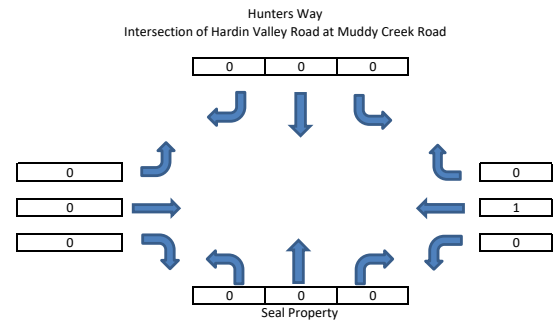 Hunters Way
Intersection of Hardin Valley Road at Muddy Creek Road
0 0 0
0 0
0 1
0 0
0 0 0
Seal Property